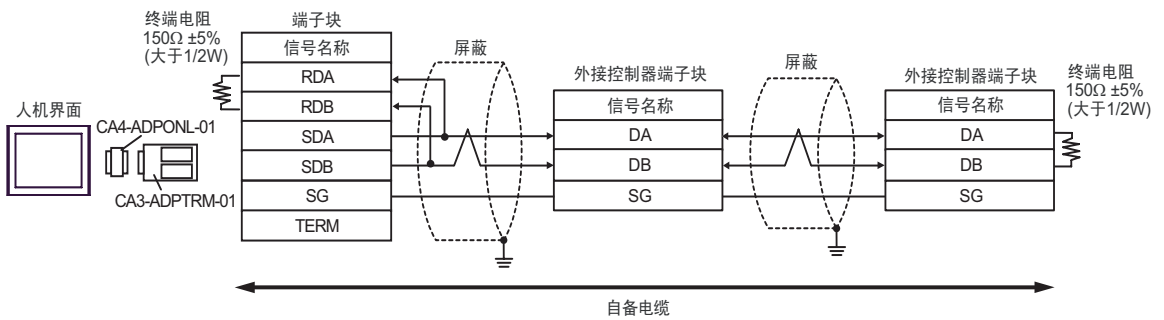 终端电阻
150Ω ±5%
(大于1/2W)
人机界面
CA4-ADPONL-01
CA3-ADPTRM-01
端子块
信号名称
RDA
RDB
SDA
SDB
SG
TERM
屏蔽
外接控制器端子块
信号名称
DA
DB
SG
屏蔽
外接控制器端子块
信号名称
DA
DB
SG
终端电阻
150Ω ±5%
(大于1/2W)
自备电缆